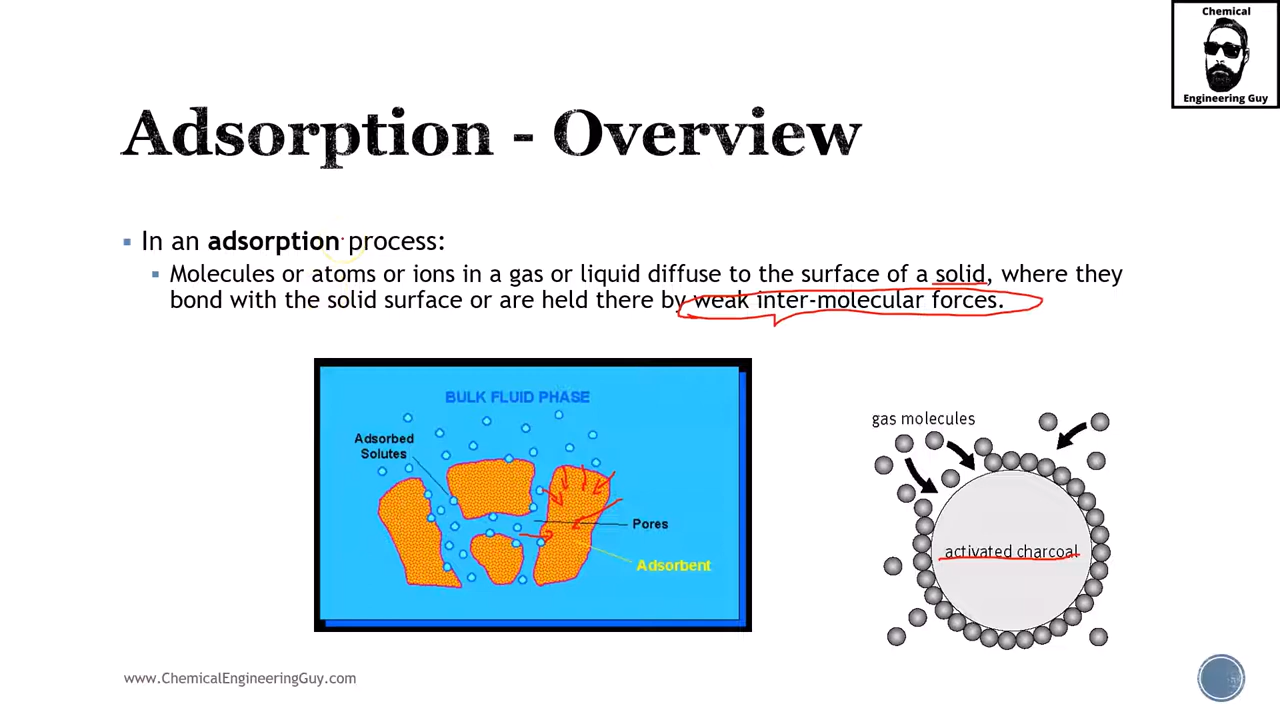 Chemical
Engineering Guy
Adsorption - Overview
In an adsorption process:
Molecules or atoms or ions in a gas or liquid diffuse to the surface of a solid, where they
bond with the solid surface or are held there by weak inter-molecular forces.
BULK FLUID PHASE
Adsorbed
Solutes
Pores
Adsorbent
gas molecules
activated charcoal
www.ChemicalEngineeringGuy.com